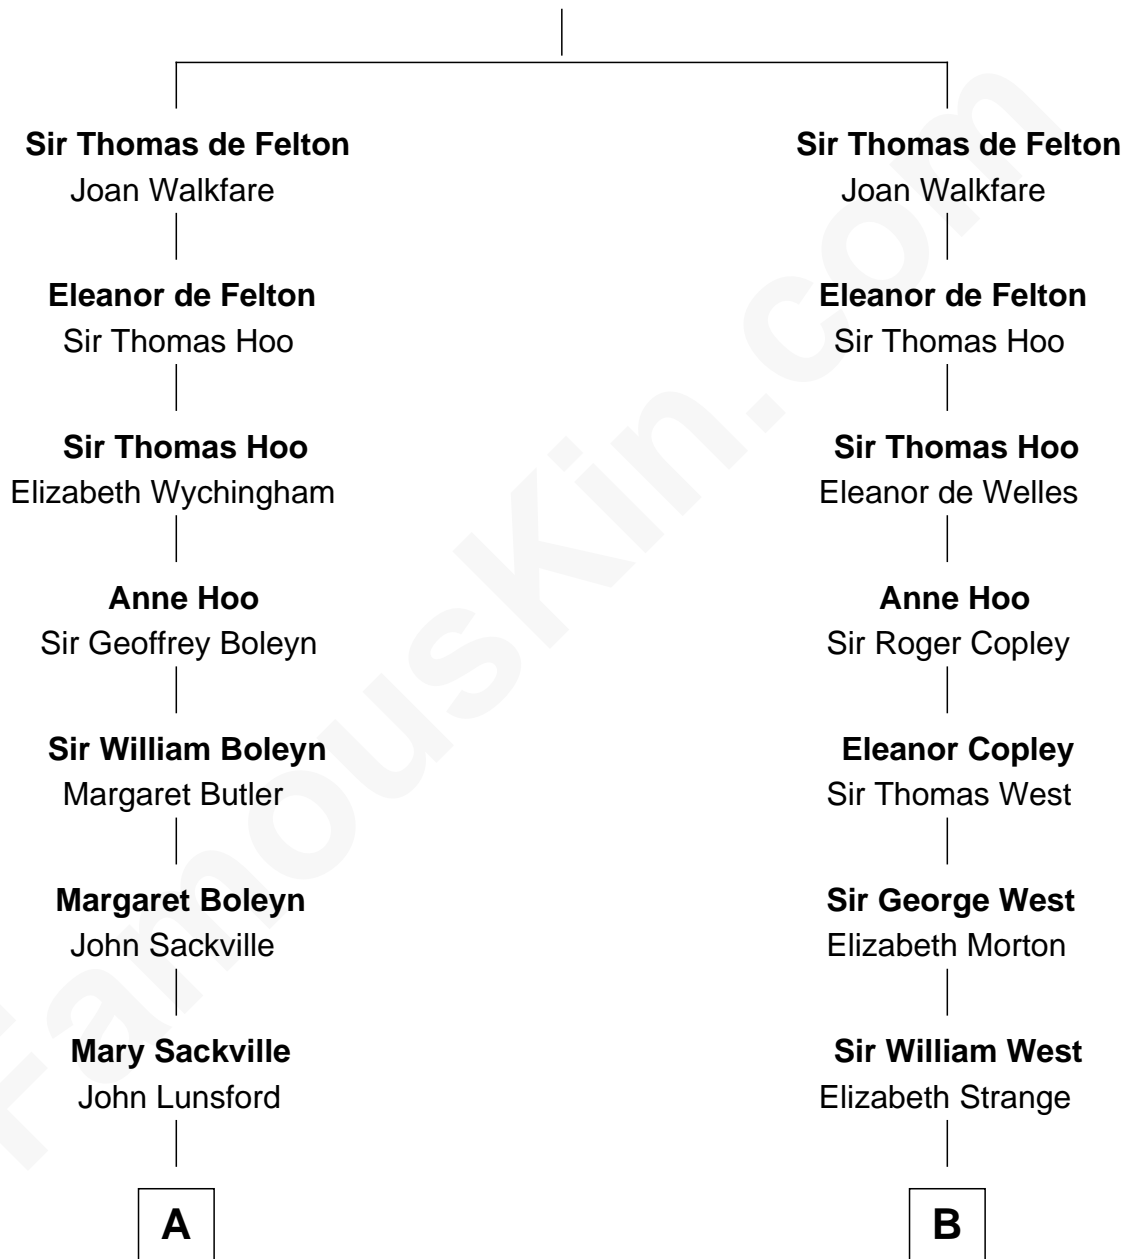 Sir Thomas de Felton
Joan Walkfare
Eleanor de Felton
Sir Thomas Hoo
Sir Thomas Hoo
Elizabeth Wychingham
Anne Hoo
Sir Geoffrey Boleyn
Sir William Boleyn
Margaret Butler
Margaret Boleyn
John Sackville
Mary Sackville
John Lunsford
A
Sir Thomas de Felton
Joan Walkfare
Eleanor de Felton
Sir Thomas Hoo
Sir Thomas Hoo
Eleanor de Welles
Anne Hoo
Sir Roger Copley
Eleanor Copley
Sir Thomas West
Sir George West
Elizabeth Morton
Sir William West
Elizabeth Strange
B
FamousKin.com